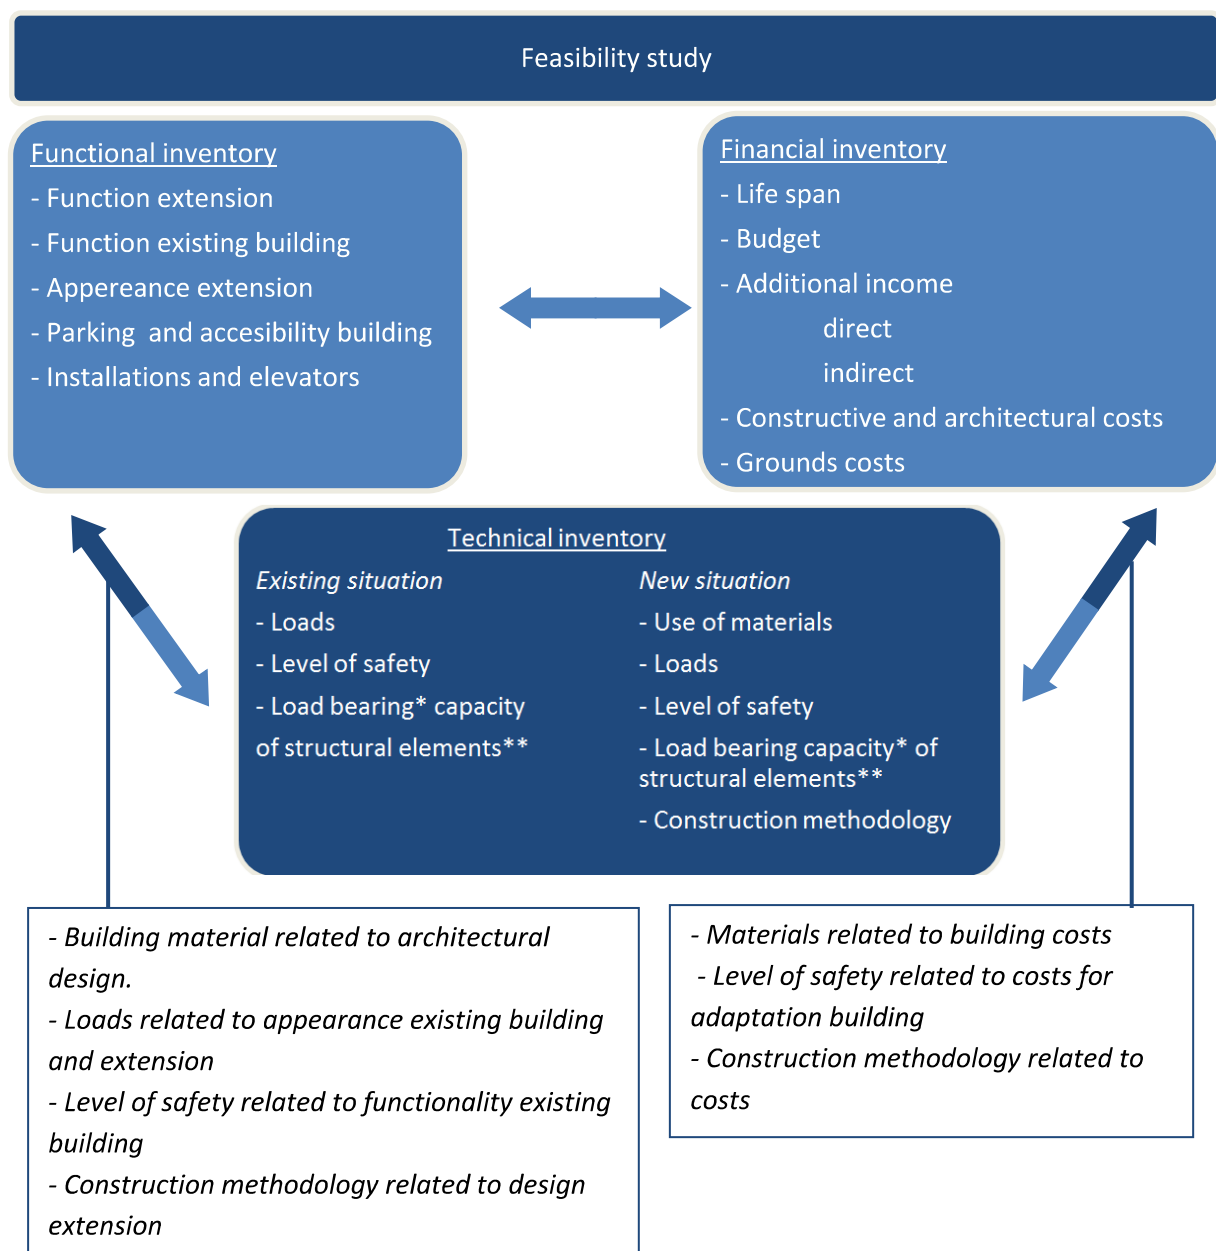 Feasibility study
Functional inventory
- Function extension
- Function existing building
- Appereance extension
- Parking  and accesibility building
- Installations and elevators
Financial inventory
- Life span
- Budget
- Additional income
direct
indirect
- Constructive and architectural costs
- Grounds costs
Technical inventory
Existing situation
- Loads
- Level of safety
- Load bearing* capacity
of structural elements**
New situation
- Use of materials
- Loads
- Level of safety
- Load bearing capacity* of
structural elements**
- Construction methodology
- Building material related to architectural
design.
- Loads related to appearance existing building
and extension
- Level of safety related to functionality existing
building
- Construction methodology related to design
extension
- Materials related to building costs
- Level of safety related to costs for
adaptation building
- Construction methodology related to
costs